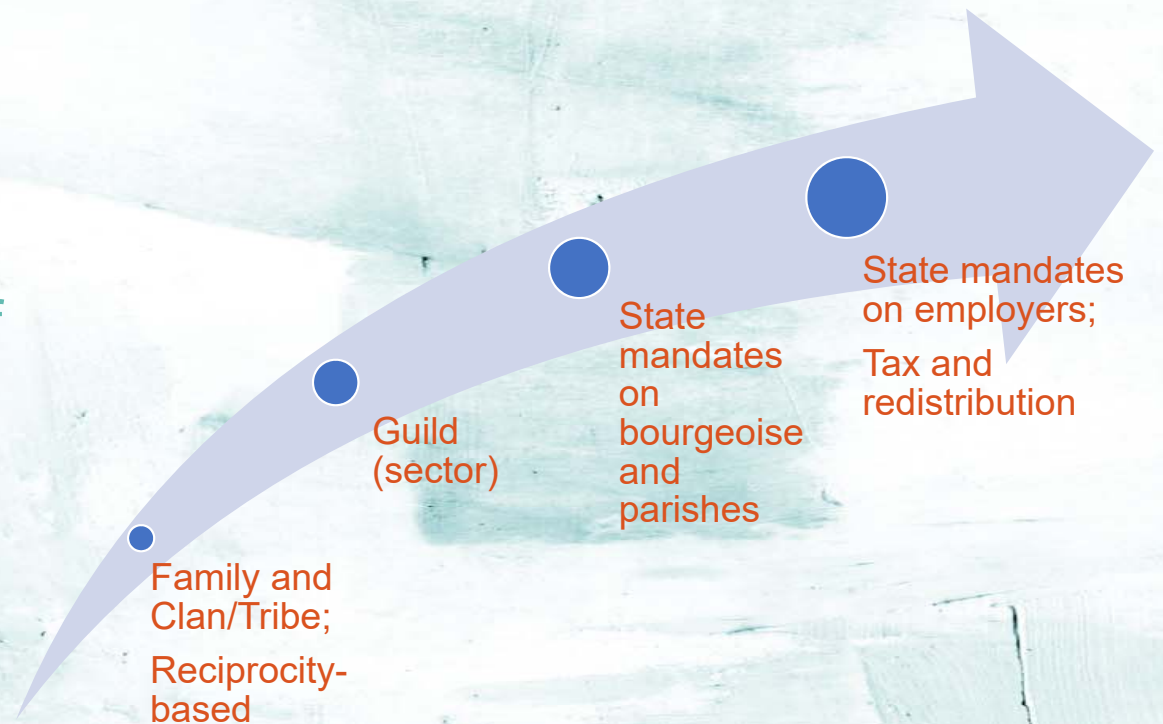 Family and
Clan/Tribe;
Reciprocity-
based
Guild
(sector)
State
mandates
on
bourgeoise
and
parishes
State mandates
on employers;
Tax and
redistribution